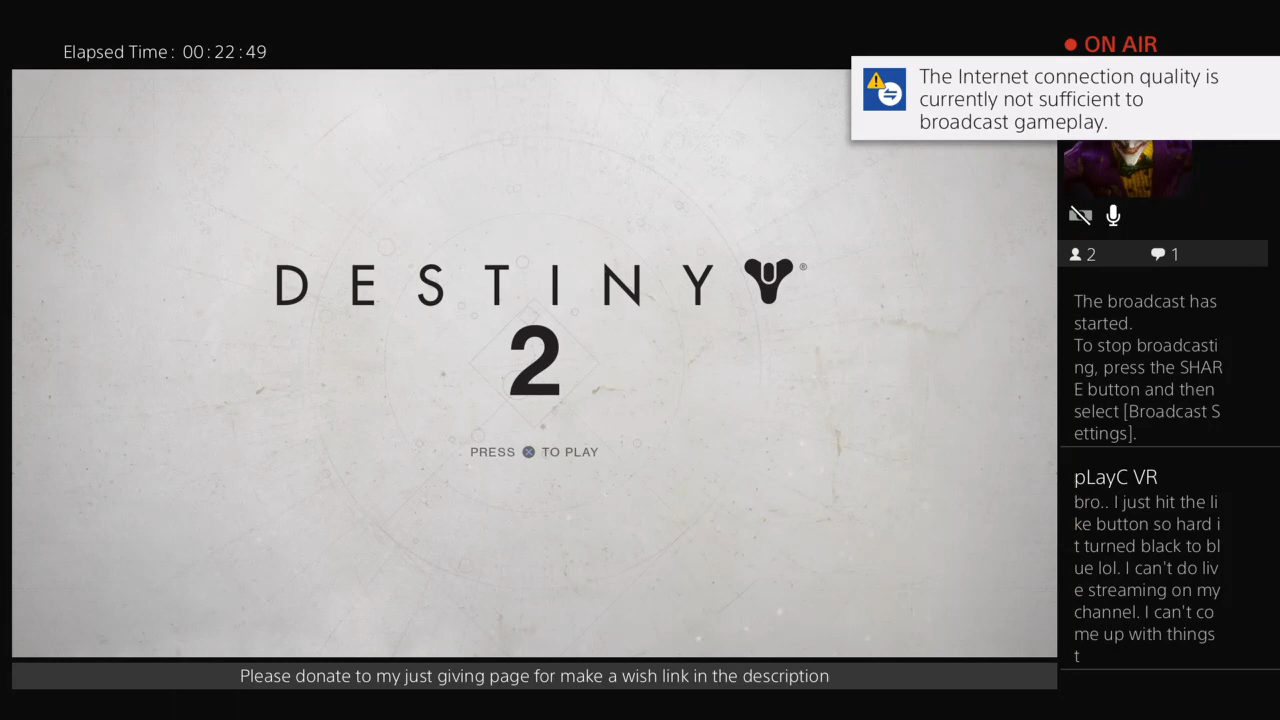 Elapsed Time: 00:22:49
ON AIR
The Internet connection quality is
currently not sufficient to
broadcast gameplay.
DESTINY ®
2
PRESS TO PLAY
2 1
The broadcast has
started.
To stop broadcasti
ng, press the SHAR
E button and then
select [Broadcast S
ettings].
pLayC VR
bro.. I just hit the li
ke button so hard i
t turned black to bl
ue lol. I can't do liv
e streaming on my
channel. I can't co
me up with things
t
Please donate to my just giving page for make a wish link in the description